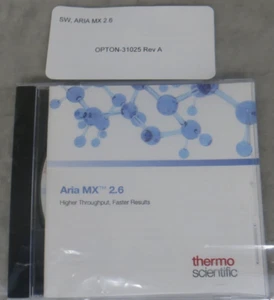 SW, ARIA MX 2.6
OPTON-31025 Rev A
Aria MX™ 2.6
Higher Throughput, Faster Results
thermo
scientific